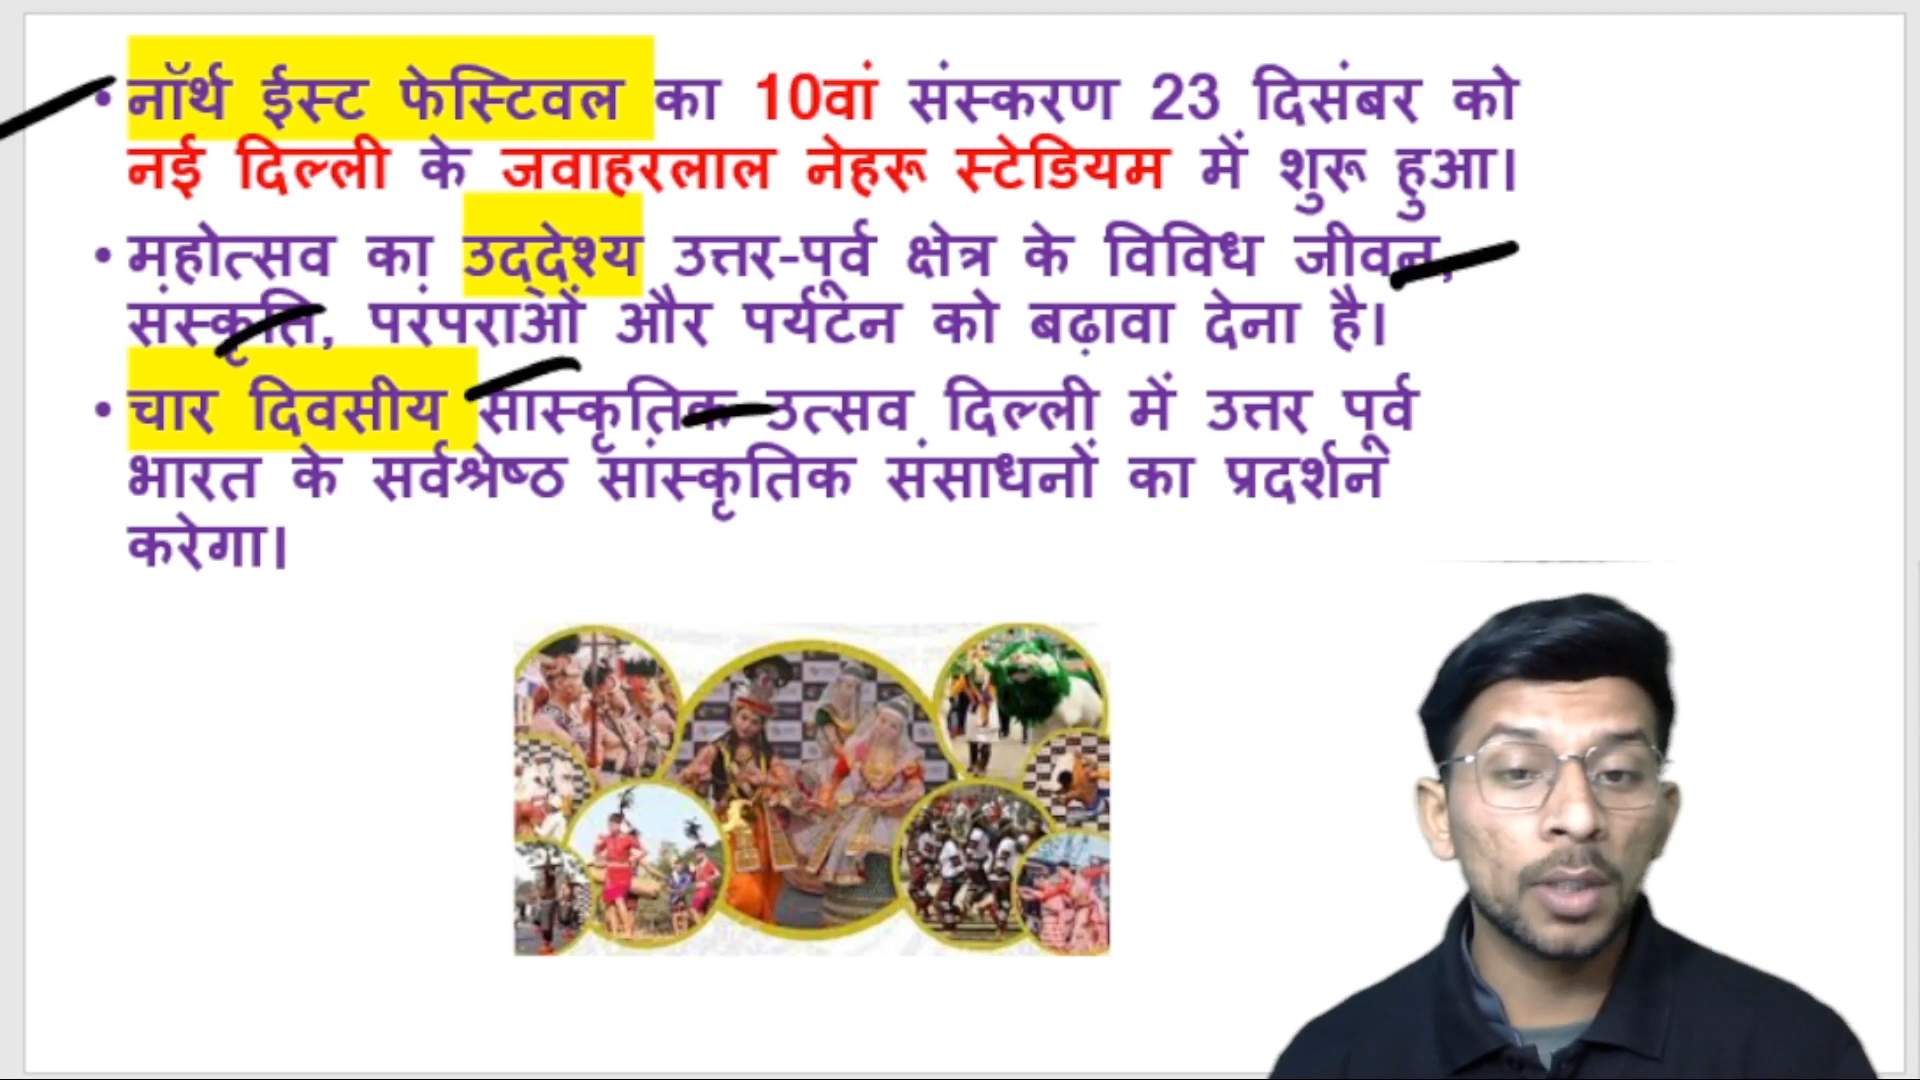 • नॉर्थ ईस्ट फेस्टिवल का 10वां संस्करण 23 दिसंबर को
नई दिल्ली के जवाहरलाल नेहरू स्टेडियम में शुरू हुआ।
• महोत्सव का उद्देश्य उत्तर-पूर्व क्षेत्र के विविध जीवन,
संस्कृति, परंपराओं और पर्यटन को बढ़ावा देना है।
• चार दिवसीय सांस्कृतिक उत्सव दिल्ली में उत्तर पूर्व
भारत के सर्वश्रेष्ठ सांस्कृतिक संसाधनों का प्रदर्शन
करेगा।